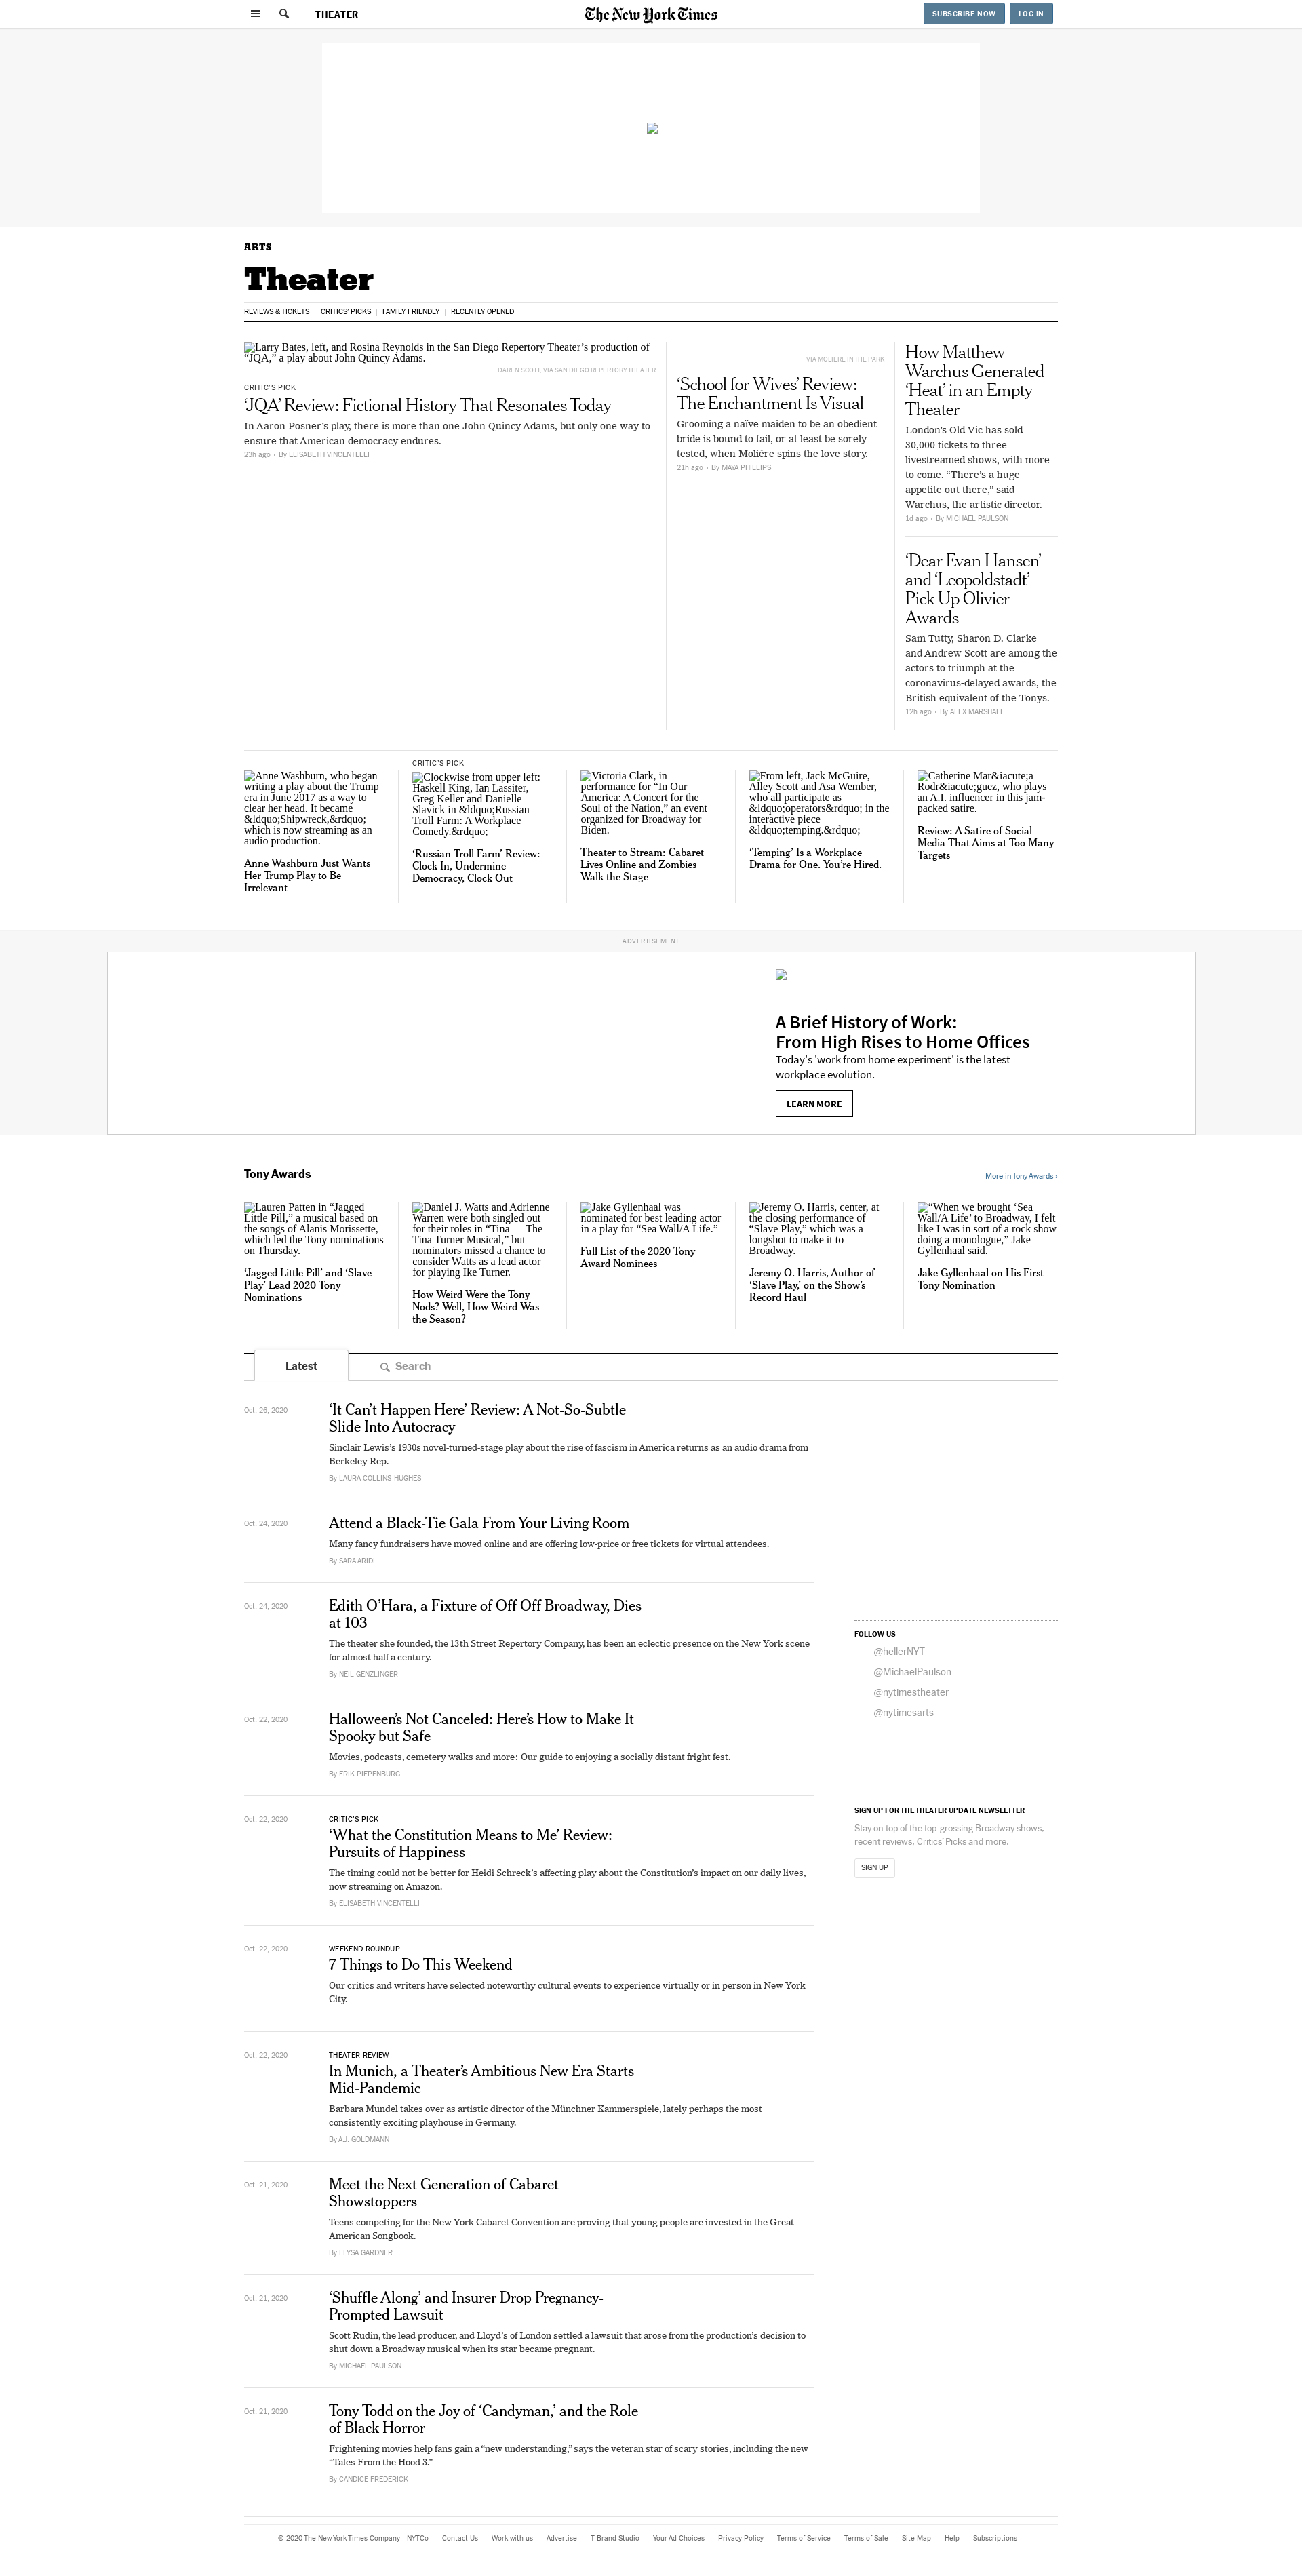 THEATER
The New York Times
SUBSCRIBE NOW
LOG IN
ARTS
Theater
REVIEWS & TICKETS
CRITICS' PICKS
FAMILY FRIENDLY
RECENTLY OPENED
Larry Bates, left, and Rosina Reynolds in the San Diego Repertory Theater’s production of
“JQA,” a play about John Quincy Adams.
DAREN SCOTT, VIA SAN DIEGO REPERTORY THEATER
CRITIC’S PICK
‘JQA’ Review: Fictional History That Resonates Today
In Aaron Posner’s play, there is more than one John Quincy Adams, but only one way to
ensure that American democracy endures.
23h ago • By ELISABETH VINCENTELLI
VIA MOLIERE IN THE PARK
‘School for Wives’ Review:
The Enchantment Is Visual
Grooming a naïve maiden to be an obedient
bride is bound to fail, or at least be sorely
tested, when Molière spins the love story.
21h ago • By MAYA PHILLIPS
How Matthew
Warchus Generated
‘Heat’ in an Empty
Theater
London’s Old Vic has sold
30,000 tickets to three
livestreamed shows, with more
to come. “There’s a huge
appetite out there,” said
Warchus, the artistic director.
1d ago • By MICHAEL PAULSON
‘Dear Evan Hansen’
and ‘Leopoldstadt’
Pick Up Olivier
Awards
Sam Tutty, Sharon D. Clarke
and Andrew Scott are among the
actors to triumph at the
coronavirus-delayed awards, the
British equivalent of the Tonys.
12h ago • By ALEX MARSHALL
Anne Washburn, who began
writing a play about the Trump
era in June 2017 as a way to
clear her head. It became
&ldquo;Shipwreck,&rdquo;
which is now streaming as an
audio production.
Anne Washburn Just Wants
Her Trump Play to Be
Irrelevant
CRITIC’S PICK
Clockwise from upper left:
Haskell King, Ian Lassiter,
Greg Keller and Danielle
Slavick in &ldquo;Russian
Troll Farm: A Workplace
Comedy.&rdquo;
‘Russian Troll Farm’ Review:
Clock In, Undermine
Democracy, Clock Out
Victoria Clark, in
performance for “In Our
America: A Concert for the
Soul of the Nation,” an event
organized for Broadway for
Biden.
Theater to Stream: Cabaret
Lives Online and Zombies
Walk the Stage
From left, Jack McGuire,
Alley Scott and Asa Wember,
who all participate as
&ldquo;operators&rdquo; in the
interactive piece
&ldquo;temping.&rdquo;
‘Temping’ Is a Workplace
Drama for One. You’re Hired.
Catherine Mar&iacute;a
Rodr&iacute;guez, who plays
an A.I. influencer in this jam-
packed satire.
Review: A Satire of Social
Media That Aims at Too Many
Targets
ADVERTISEMENT
A Brief History of Work:
From High Rises to Home Offices
Today's 'work from home experiment' is the latest
workplace evolution.
LEARN MORE
Tony Awards
More in Tony Awards ›
Lauren Patten in “Jagged
Little Pill,” a musical based on
the songs of Alanis Morissette,
which led the Tony nominations
on Thursday.
‘Jagged Little Pill’ and ‘Slave
Play’ Lead 2020 Tony
Nominations
Daniel J. Watts and Adrienne
Warren were both singled out
for their roles in “Tina — The
Tina Turner Musical,” but
nominators missed a chance to
consider Watts as a lead actor
for playing Ike Turner.
How Weird Were the Tony
Nods? Well, How Weird Was
the Season?
Jake Gyllenhaal was
nominated for best leading actor
in a play for “Sea Wall/A Life.”
Full List of the 2020 Tony
Award Nominees
Jeremy O. Harris, center, at
the closing performance of
“Slave Play,” which was a
longshot to make it to
Broadway.
Jeremy O. Harris, Author of
‘Slave Play,’ on the Show’s
Record Haul
“When we brought ‘Sea
Wall/A Life’ to Broadway, I felt
like I was in sort of a rock show
doing a monologue,” Jake
Gyllenhaal said.
Jake Gyllenhaal on His First
Tony Nomination
Latest
Search
Oct. 26, 2020
‘It Can’t Happen Here’ Review: A Not-So-Subtle
Slide Into Autocracy
Sinclair Lewis’s 1930s novel-turned-stage play about the rise of fascism in America returns as an audio drama from
Berkeley Rep.
By LAURA COLLINS-HUGHES
Oct. 24, 2020
Attend a Black-Tie Gala From Your Living Room
Many fancy fundraisers have moved online and are offering low-price or free tickets for virtual attendees.
By SARA ARIDI
Oct. 24, 2020
Edith O’Hara, a Fixture of Off Off Broadway, Dies
at 103
The theater she founded, the 13th Street Repertory Company, has been an eclectic presence on the New York scene
for almost half a century.
By NEIL GENZLINGER
Oct. 22, 2020
Halloween’s Not Canceled: Here’s How to Make It
Spooky but Safe
Movies, podcasts, cemetery walks and more: Our guide to enjoying a socially distant fright fest.
By ERIK PIEPENBURG
Oct. 22, 2020
CRITIC’S PICK
‘What the Constitution Means to Me’ Review:
Pursuits of Happiness
The timing could not be better for Heidi Schreck’s affecting play about the Constitution’s impact on our daily lives,
now streaming on Amazon.
By ELISABETH VINCENTELLI
Oct. 22, 2020
WEEKEND ROUNDUP
7 Things to Do This Weekend
Our critics and writers have selected noteworthy cultural events to experience virtually or in person in New York
City.
Oct. 22, 2020
THEATER REVIEW
In Munich, a Theater’s Ambitious New Era Starts
Mid-Pandemic
Barbara Mundel takes over as artistic director of the Münchner Kammerspiele, lately perhaps the most
consistently exciting playhouse in Germany.
By A.J. GOLDMANN
Oct. 21, 2020
Meet the Next Generation of Cabaret
Showstoppers
Teens competing for the New York Cabaret Convention are proving that young people are invested in the Great
American Songbook.
By ELYSA GARDNER
Oct. 21, 2020
‘Shuffle Along’ and Insurer Drop Pregnancy-
Prompted Lawsuit
Scott Rudin, the lead producer, and Lloyd’s of London settled a lawsuit that arose from the production’s decision to
shut down a Broadway musical when its star became pregnant.
By MICHAEL PAULSON
Oct. 21, 2020
Tony Todd on the Joy of ‘Candyman,’ and the Role
of Black Horror
Frightening movies help fans gain a “new understanding,” says the veteran star of scary stories, including the new
“Tales From the Hood 3.”
By CANDICE FREDERICK
FOLLOW US
@hellerNYT
@MichaelPaulson
@nytimestheater
@nytimesarts
SIGN UP FOR THE THEATER UPDATE NEWSLETTER
Stay on top of the top-grossing Broadway shows,
recent reviews, Critics’ Picks and more.
SIGN UP
© 2020 The New York Times Company
NYTCo
Contact Us
Work with us
Advertise
T Brand Studio
Your Ad Choices
Privacy Policy
Terms of Service
Terms of Sale
Site Map
Help
Subscriptions